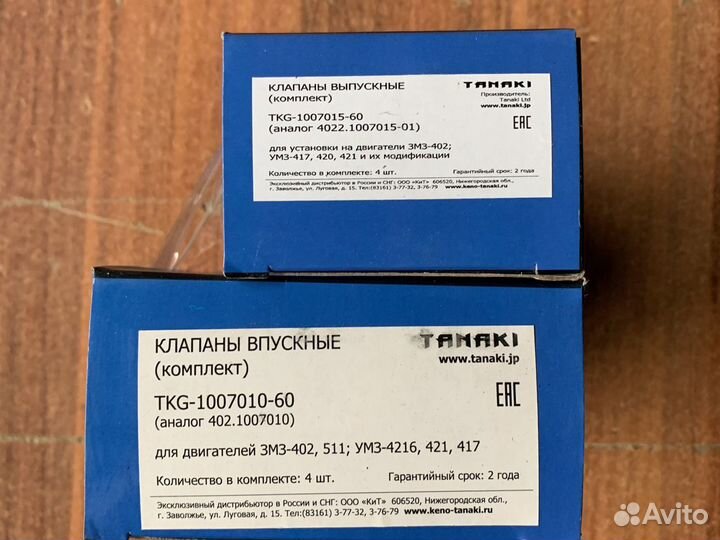 КЛАПАНЫ ВЫПУСКНЫЕ
(комплект)
TANAKI
Производитель:
Tanaki Ltd
www.tanaki.jp
TKG-1007015-60
(аналог 4022.1007015-01)
EAC
для установки на двигатели ЗМЗ-402;
УМЗ-417, 420, 421 и их модификации
Количество в комплекте: 4 шт.
Гарантийный срок: 2 года
Эксклюзивный дистрибьютор в России и СНГ: ООО «КиТ» 606520, Нижегородская обл.,
г. Заволжье, ул. Луговая, д. 15. Тел:(83161) 3-77-32, 3-76-79 www.keno-tanaki.ru
КЛАПАНЫ ВПУСКНЫЕ
(комплект)
TANAKI
www.tanaki.jp
TKG-1007010-60
(аналог 402.1007010)
EAC
для двигателей ЗМЗ-402, 511; УМЗ-4216, 421, 417
Количество в комплекте: 4 шт.
Гарантийный срок: 2 года
Эксклюзивный дистрибьютор в России и СНГ: ООО «КиТ» 606520, Нижегородская обл.,
г. Заволжье, ул. Луговая, д. 15. Тел:(83161) 3-77-32, 3-76-79 www.keno-tanaki.ru
Avito